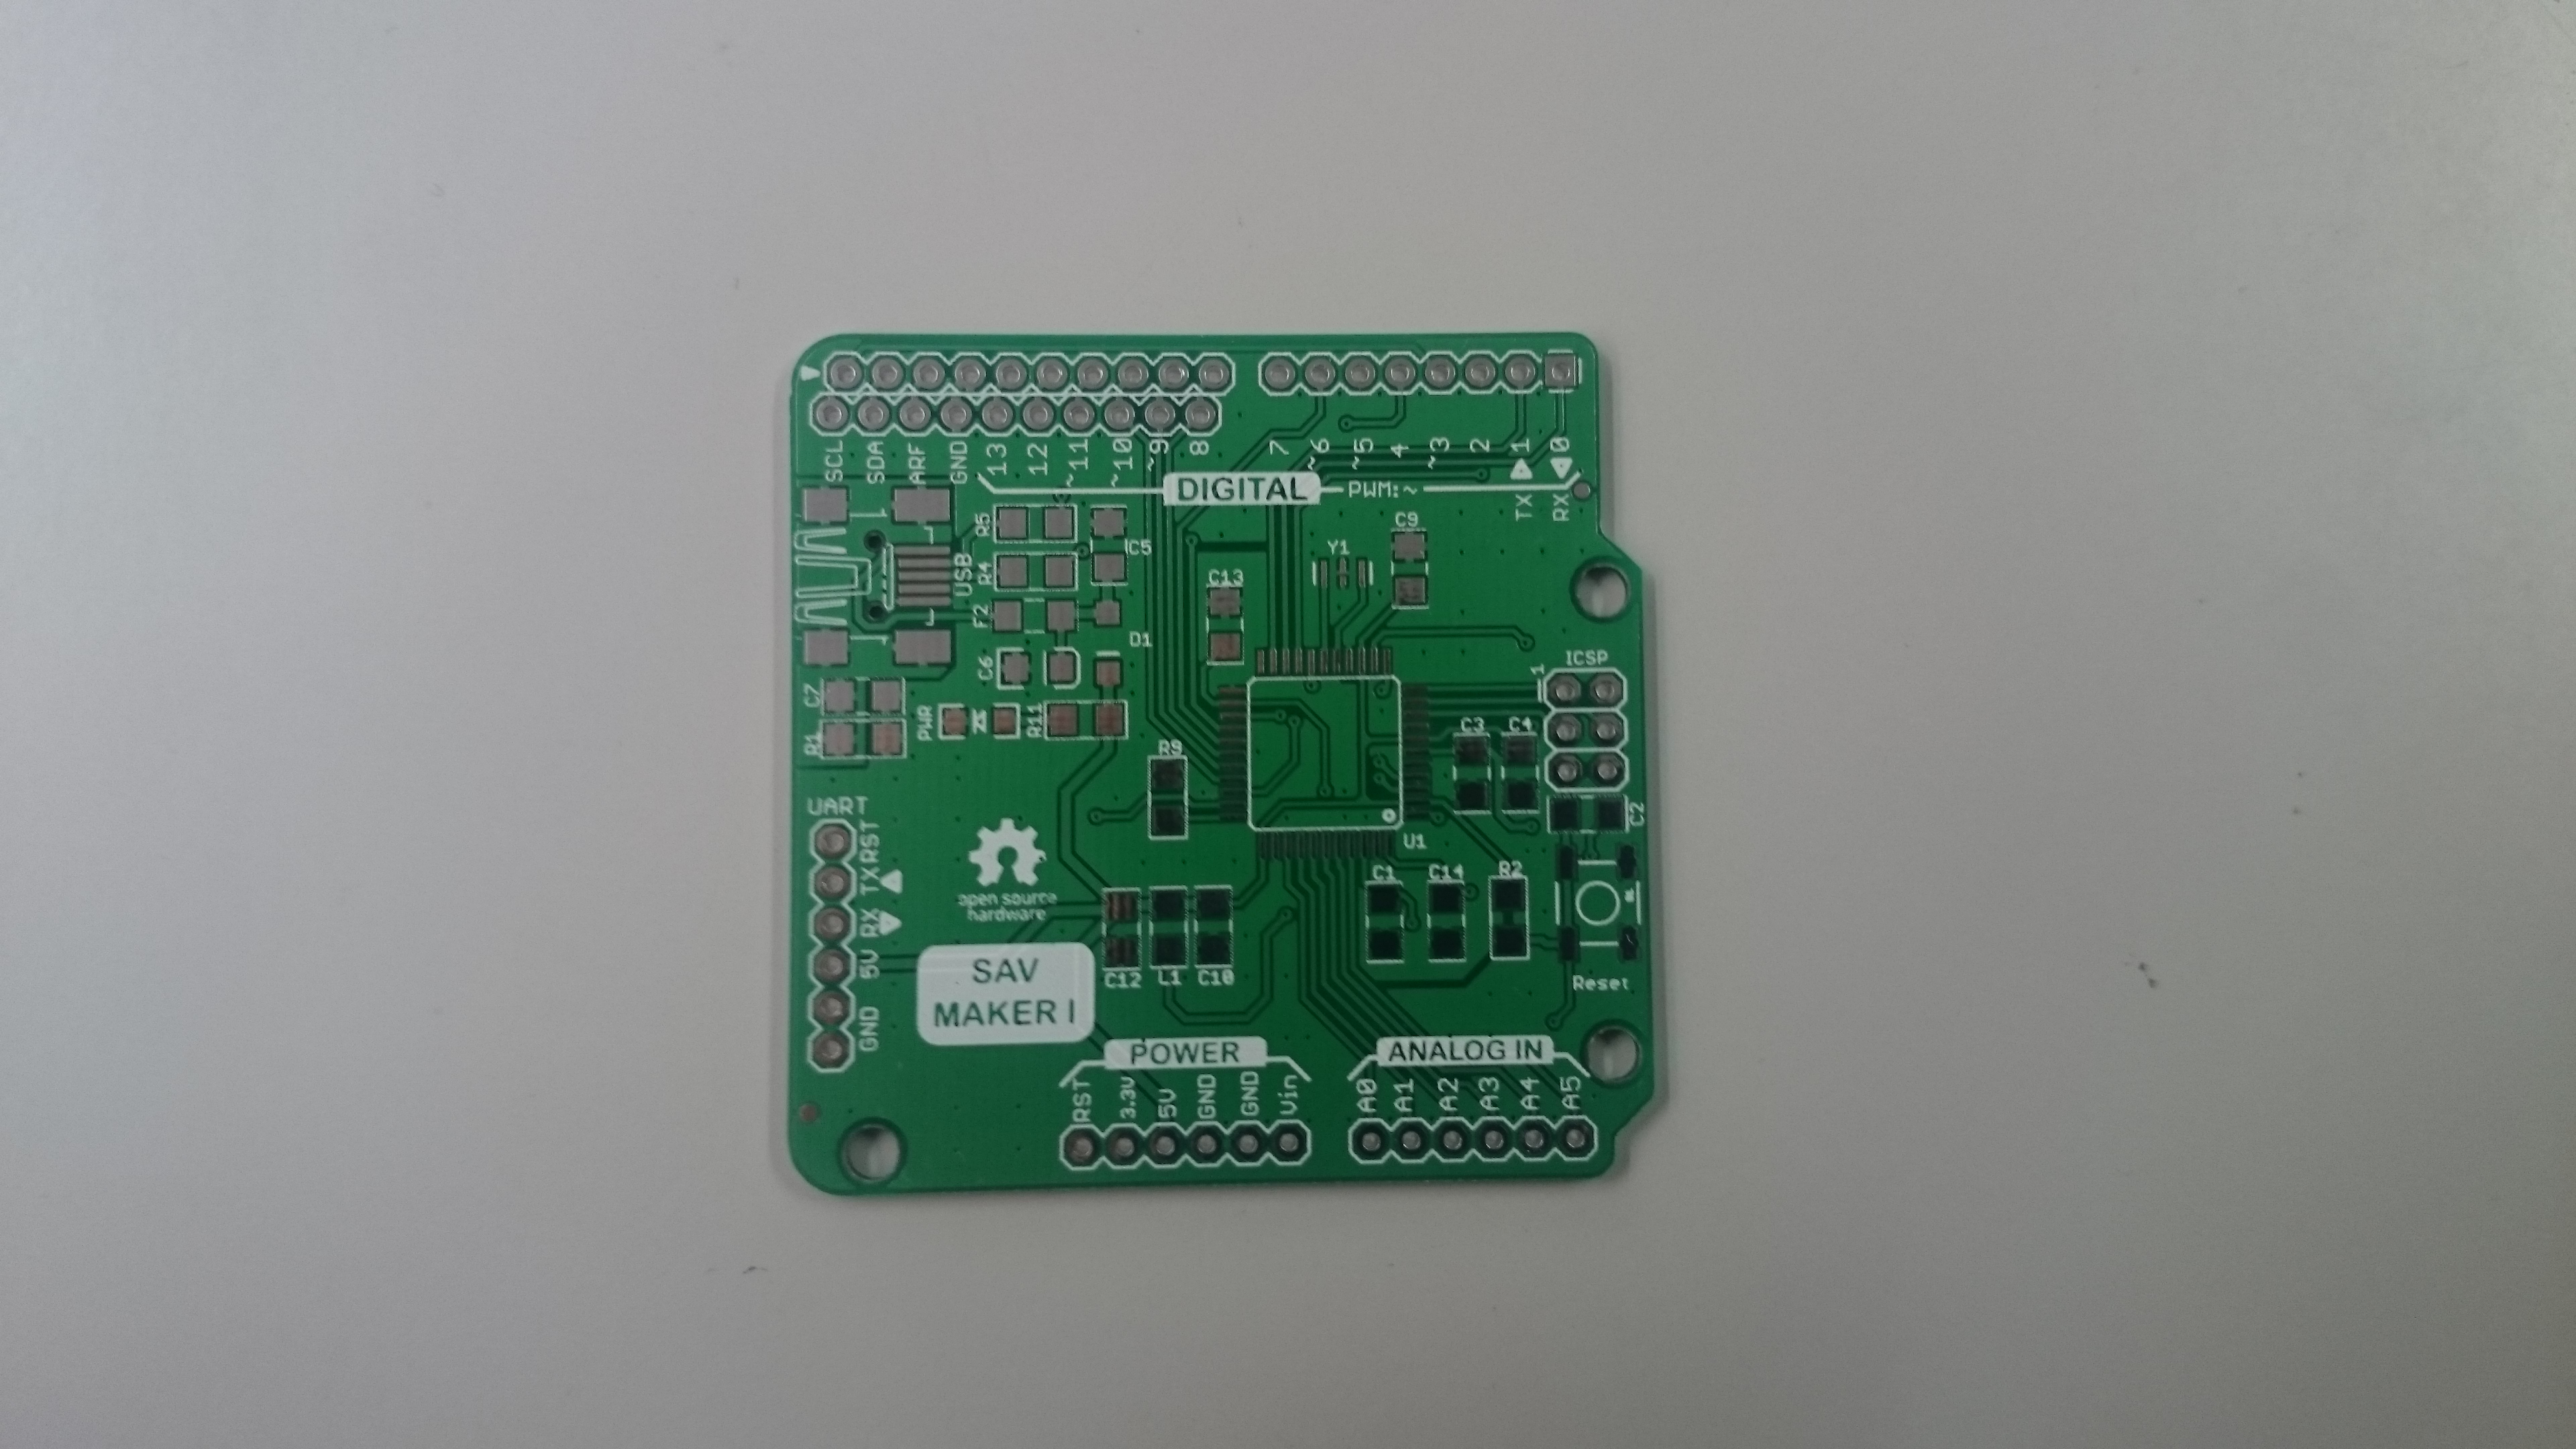 SCL SDA ARF GND 13 12 ~11 ~10 ~9 8 7 ~6 ~5 4 ~3 2 1 0
DIGITAL PWM:~ TX RX
R5
C5
C9
Y1
USB
R4
C13
F2
D1
C6
ICSP
1
C7
PWR
R11
R1
R9
C3
C4
UART
C2
RST
TX
RX
5V
GND
U1
C1
C14
R2
open source
hardware
SAV
MAKER I
C12
L1
C10
Reset
POWER
ANALOG IN
RST 3.3V 5V GND GND Vin
A0 A1 A2 A3 A4 A5